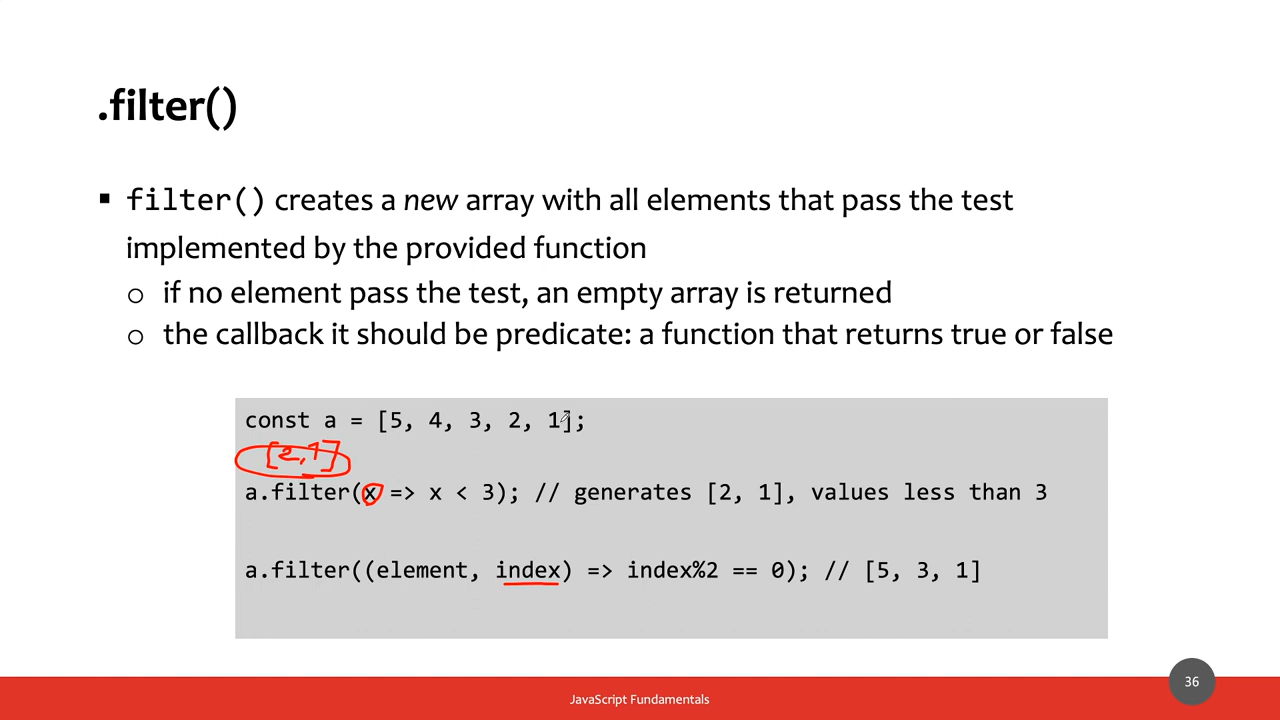 .filter()
▪ filter() creates a new array with all elements that pass the test
implemented by the provided function
o if no element pass the test, an empty array is returned
o the callback it should be predicate: a function that returns true or false
const a = [5, 4, 3, 2, 1];
[2,1]
a.filter(x => x < 3); // generates [2, 1], values less than 3
a.filter((element, index) => index%2 == 0); // [5, 3, 1]
36
JavaScript Fundamentals